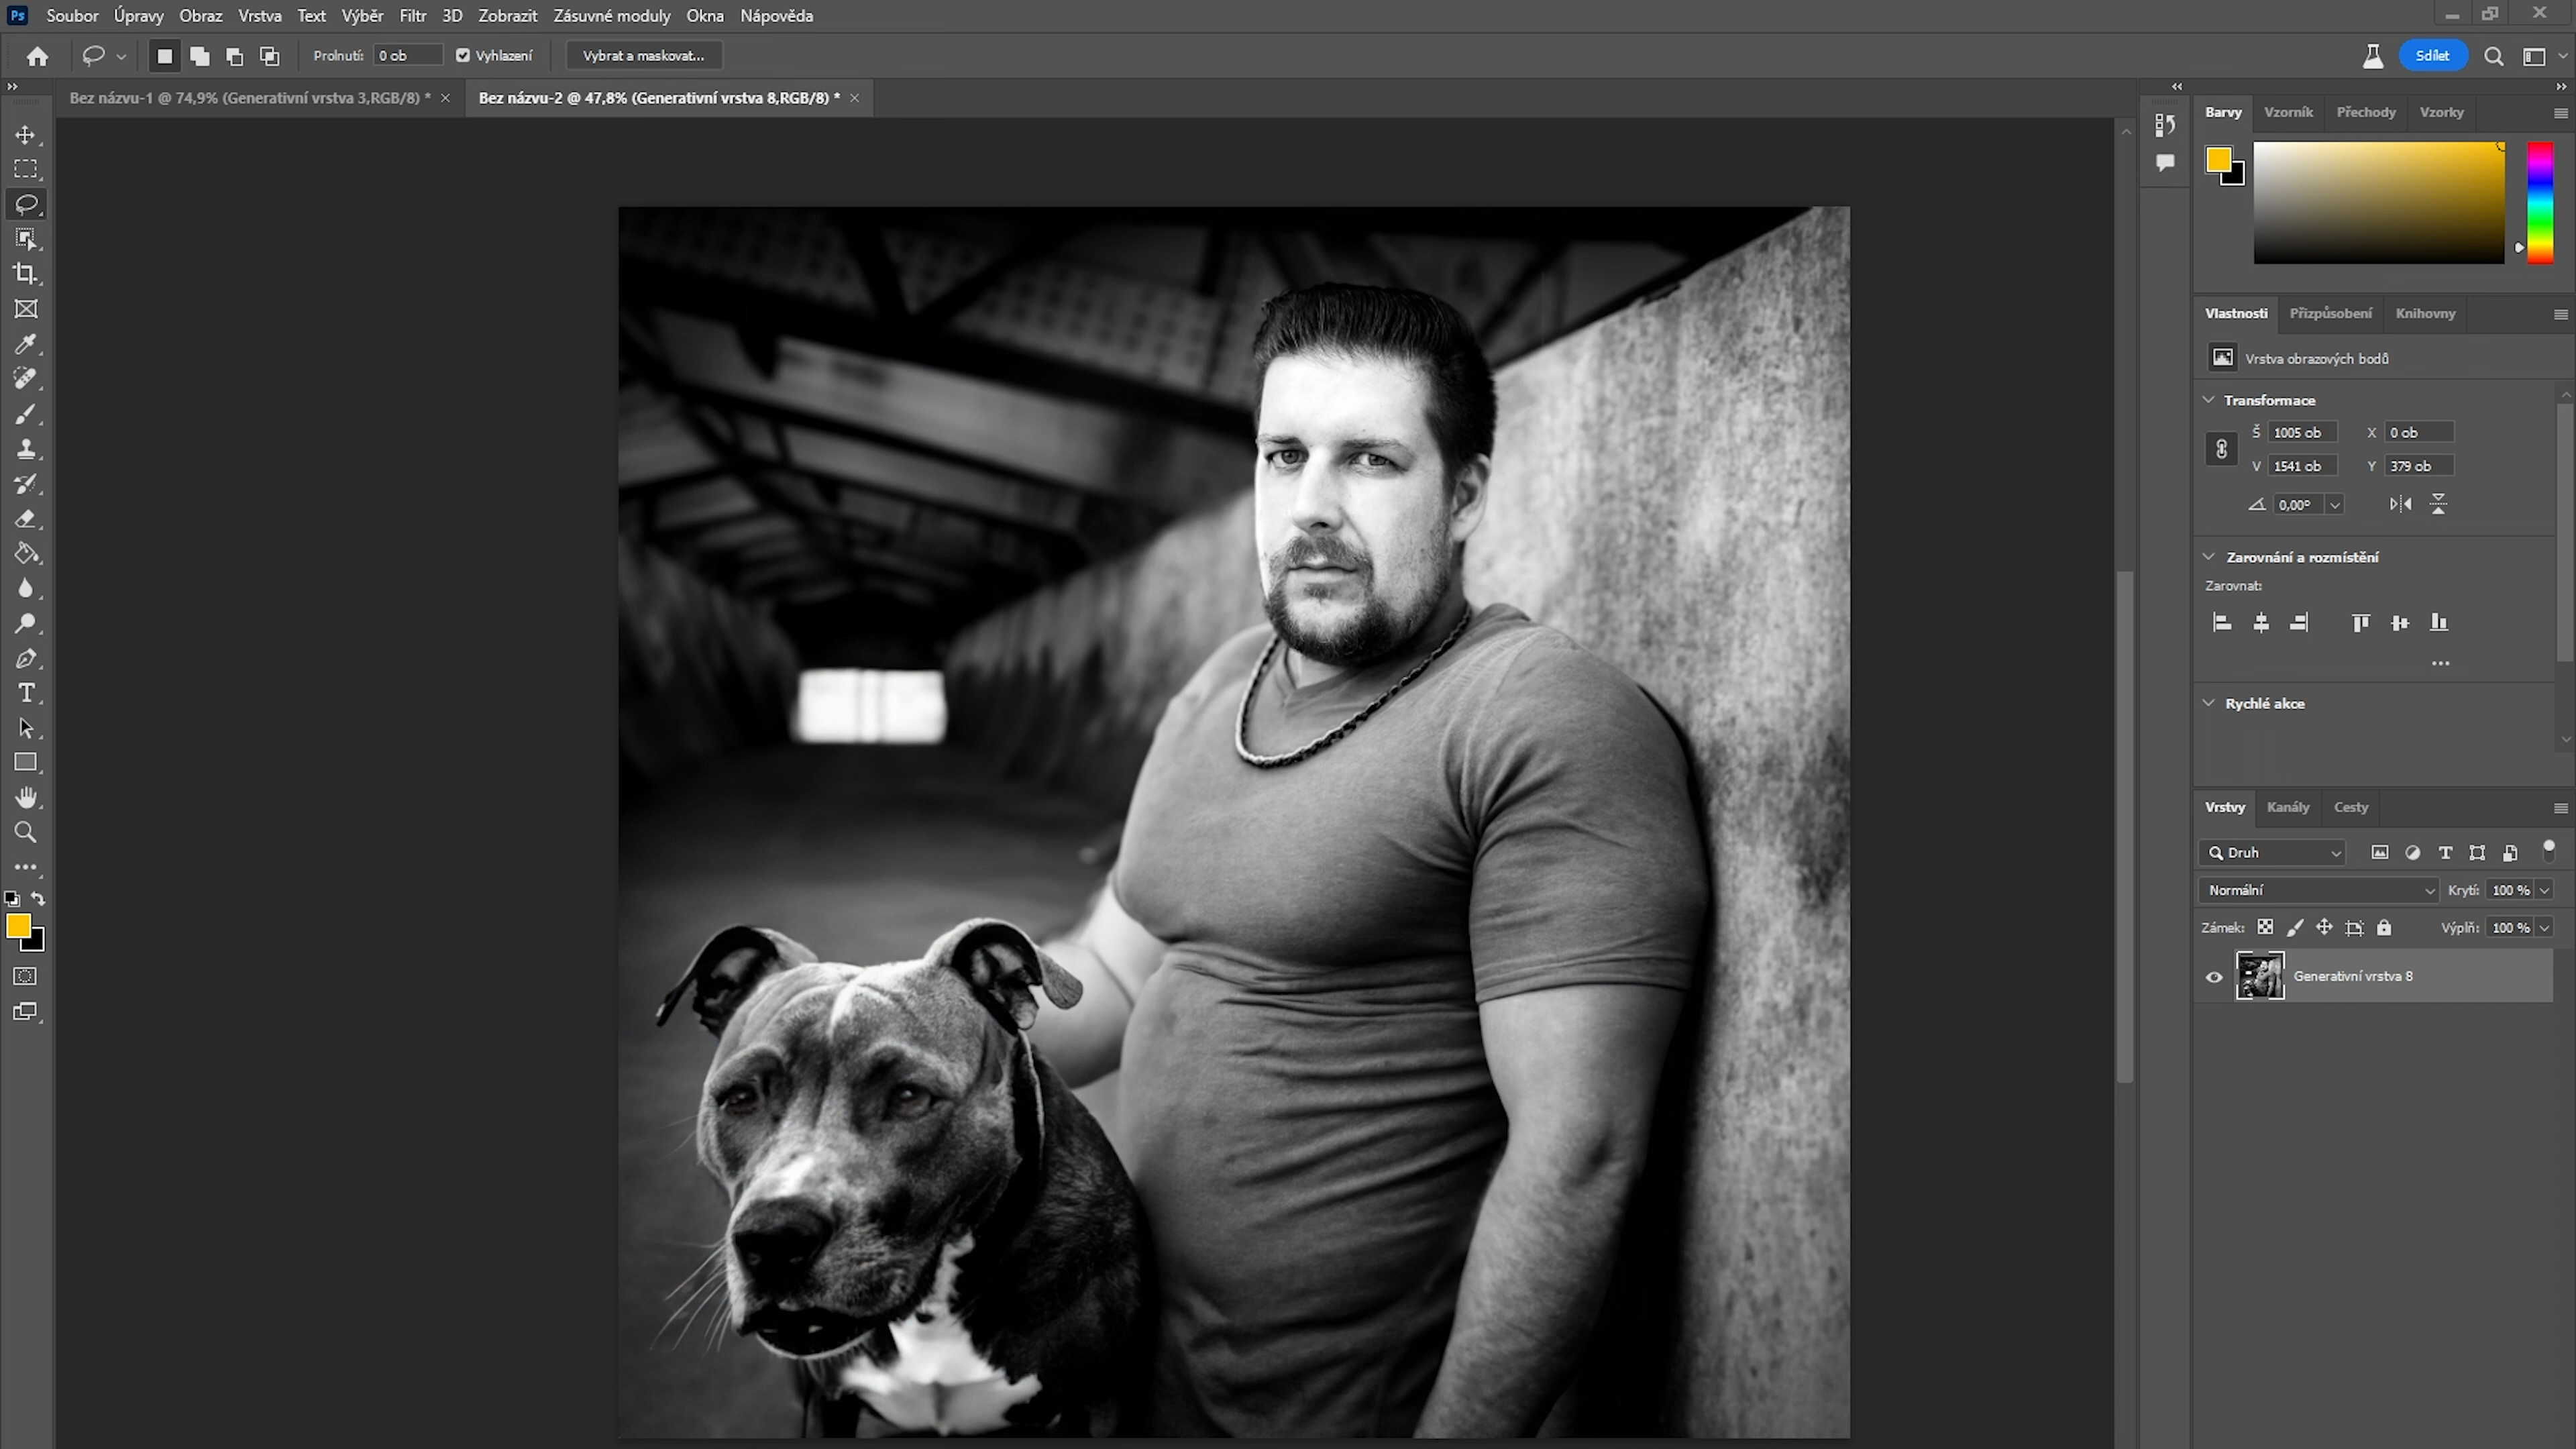 Ps Soubor Úpravy Obraz Vrstva Text Výběr Filtr 3D Zobrazit Zásuvné moduly Okna Nápověda
Prolnutí: 0 ob Vyhlazení Vybrat a maskovat... Sdílet
Bez názvu-1 @ 74,9% (Generativní vrstva 3,RGB/8) * Bez názvu-2 @ 47,8% (Generativní vrstva 8,RGB/8) *
Barvy Vzorník Přechody Vzorky
Vlastnosti Přizpůsobení Knihovny
Vrstva obrazových bodů
Transformace
Š 1005 ob X 0 ob
V 1541 ob Y 379 ob
0,00°
Zarovnání a rozmístění
Zarovnat:
Rychlé akce
Vrstvy Kanály Cesty
Druh
Normální Krytí: 100 %
Zámek: Výplň: 100 %
Generativní vrstva 8